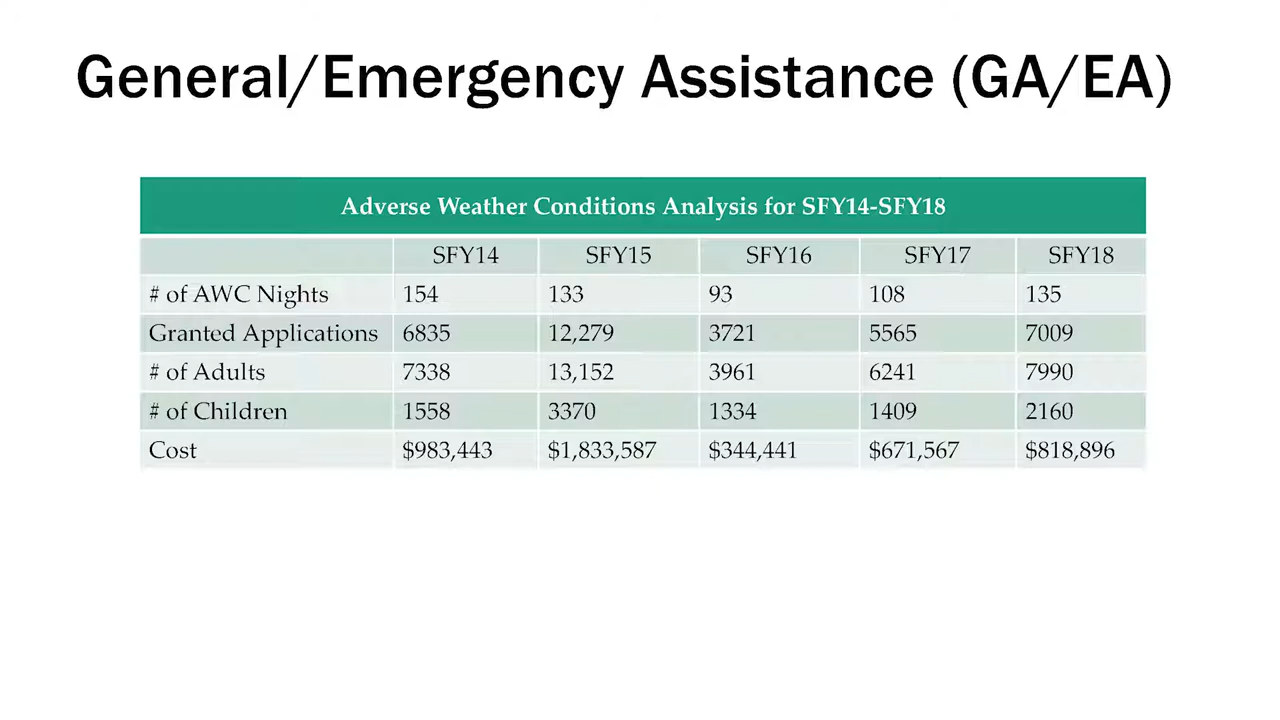 General/Emergency Assistance (GA/EA)
Adverse Weather Conditions Analysis for SFY14-SFY18
SFY14 SFY15 SFY16 SFY17 SFY18
# of AWC Nights 154 133 93 108 135
Granted Applications 6835 12,279 3721 5565 7009
# of Adults 7338 13,152 3961 6241 7990
# of Children 1558 3370 1334 1409 2160
Cost $983,443 $1,833,587 $344,441 $671,567 $818,896